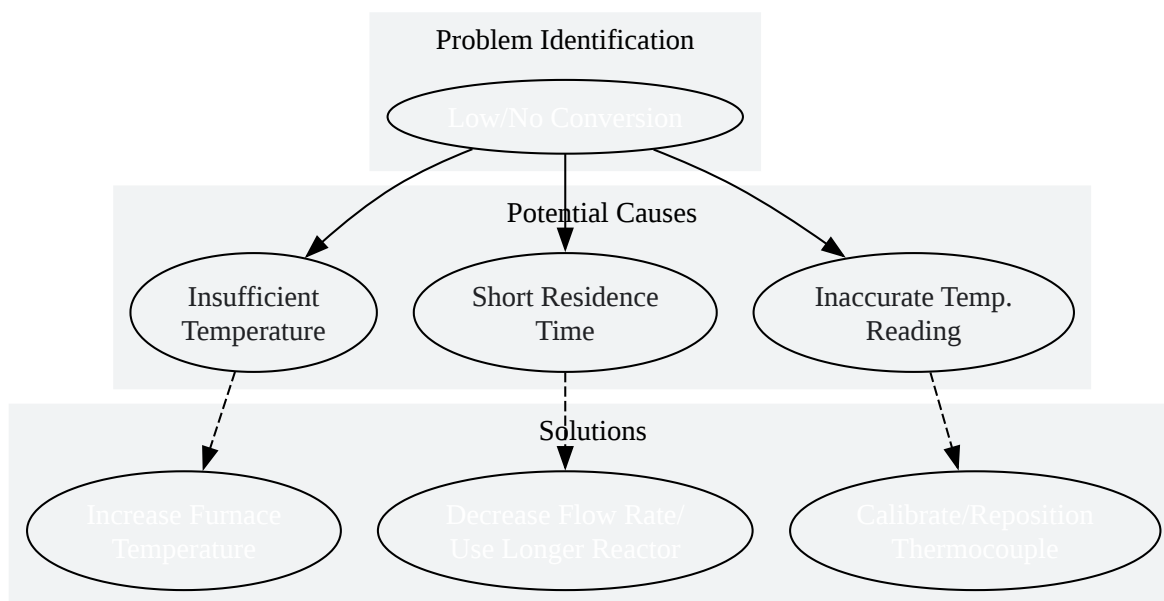 Problem Identification
Low/No Conversion
Potential Causes
Insufficient
Temperature
Short Residence
Time
Inaccurate Temp.
Reading
Solutions
Increase Furnace
Temperature
Decrease Flow Rate/
Use Longer Reactor
Calibrate/Reposition
Thermocouple